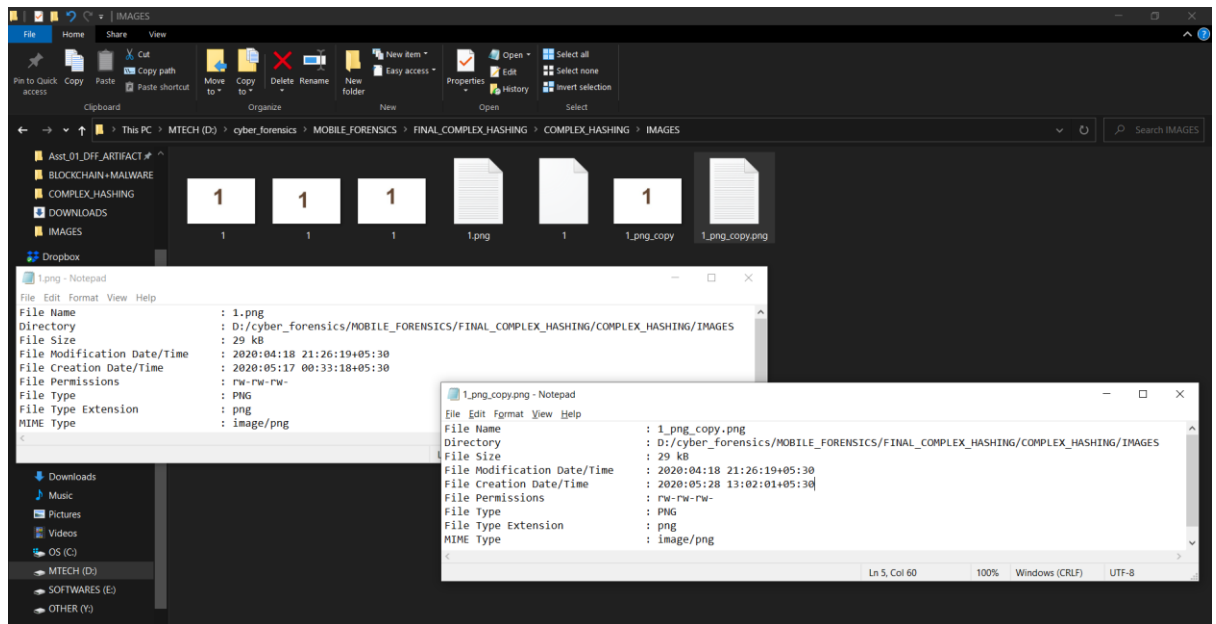 IMAGES
File Home Share View
Pin to Quick access
Copy
Paste
Cut
Copy path
Paste shortcut
Clipboard
Move to
Copy to
Delete
Rename
Organize
New folder
New item
Easy access
New
Properties
Open
Edit
History
Open
Select all
Select none
Invert selection
Select
> This PC > MTECH (D:) > cyber_forensics > MOBILE_FORENSICS > FINAL_COMPLEX_HASHING > COMPLEX_HASHING > IMAGES
Search IMAGES
Asst_01_DFF_ARTIFACT
BLOCKCHAIN+MALWARE
COMPLEX_HASHING
DOWNLOADS
IMAGES
Dropbox
1 1 1 1
1 1 1 1.png 1 1_png_copy 1_png_copy.png
1.png - Notepad
File Edit Format View Help
File Name : 1.png
Directory : D:/cyber_forensics/MOBILE_FORENSICS/FINAL_COMPLEX_HASHING/COMPLEX_HASHING/IMAGES
File Size : 29 kB
File Modification Date/Time : 2020:04:18 21:26:19+05:30
File Creation Date/Time : 2020:05:17 00:33:18+05:30
File Permissions : rw-rw-rw-
File Type : PNG
File Type Extension : png
MIME Type : image/png
1_png_copy.png - Notepad
File Edit Format View Help
File Name : 1_png_copy.png
Directory : D:/cyber_forensics/MOBILE_FORENSICS/FINAL_COMPLEX_HASHING/COMPLEX_HASHING/IMAGES
File Size : 29 kB
File Modification Date/Time : 2020:04:18 21:26:19+05:30
File Creation Date/Time : 2020:05:28 13:02:01+05:30
File Permissions : rw-rw-rw-
File Type : PNG
File Type Extension : png
MIME Type : image/png
Ln 5, Col 60 100% Windows (CRLF) UTF-8
Downloads
Music
Pictures
Videos
OS (C:)
MTECH (D:)
SOFTWARES (E:)
OTHER (Y:)